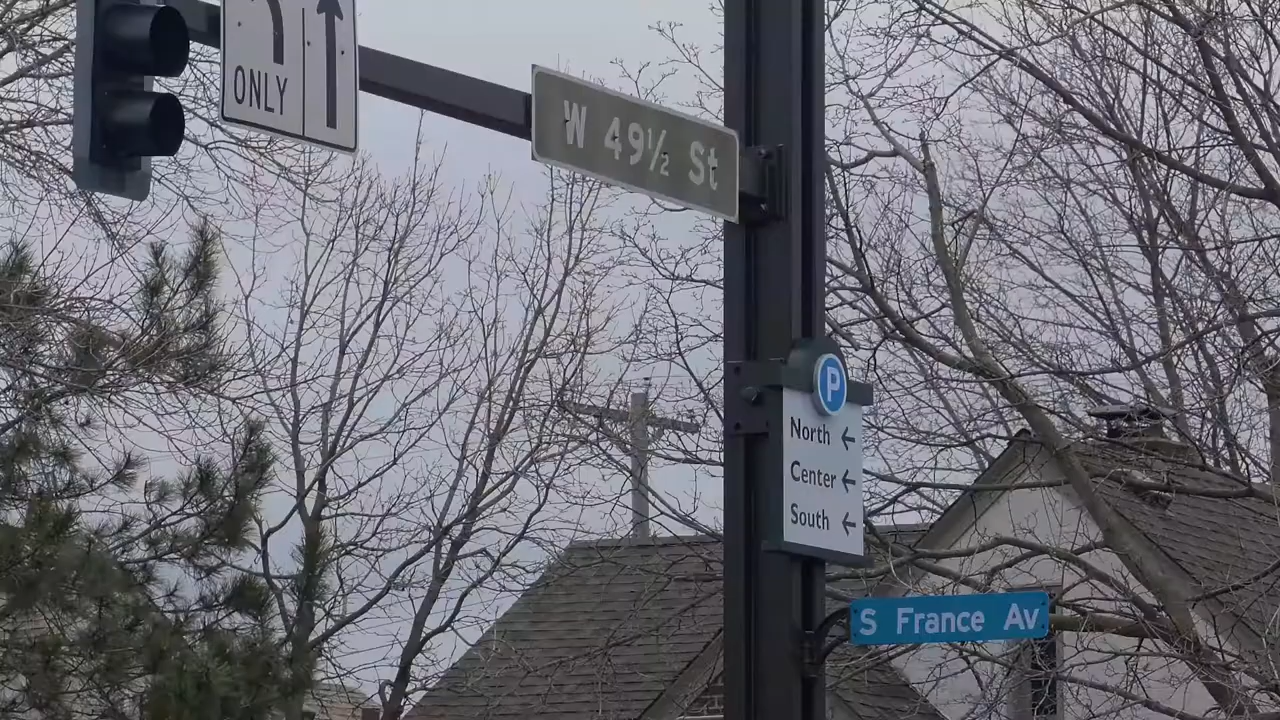 ONLY
W 49½ St
P
North ←
Center ←
South ←
S France Av